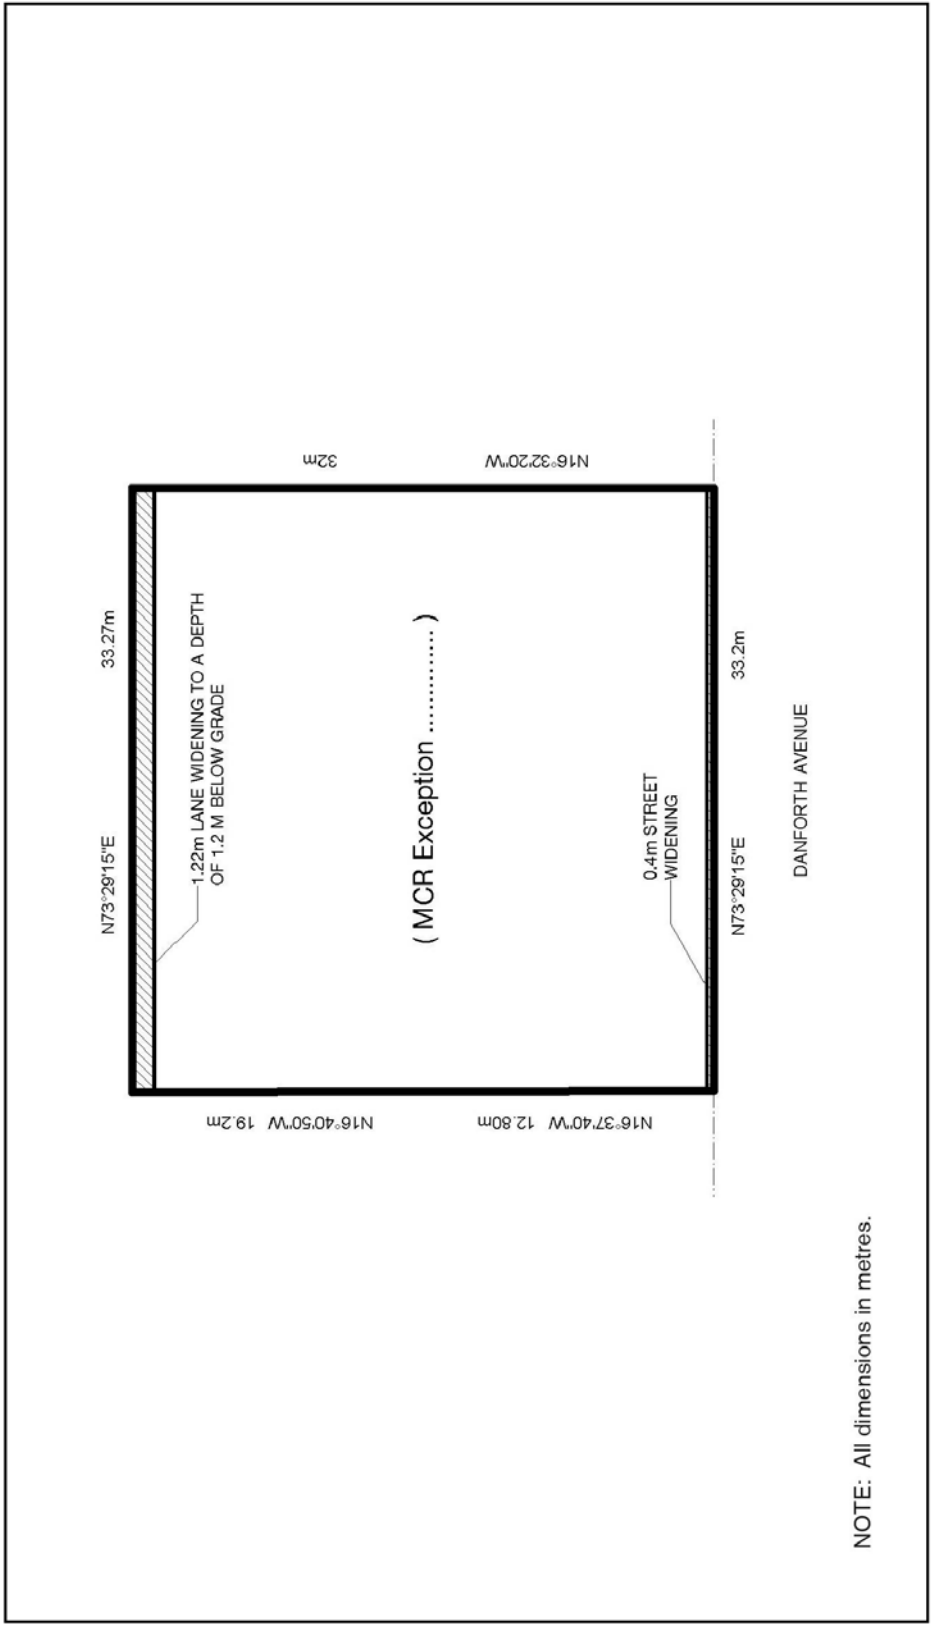 N73°29'15"E
33.27m
1.22m LANE WIDENING TO A DEPTH
OF 1.2 M BELOW GRADE
N16°40'50"W 19.2m
N16°37'40"W 12.80m
( MCR Exception ............. )
N16°32'20"W
32m
0.4m STREET
WIDENING
N73°29'15"E
33.2m
DANFORTH AVENUE
NOTE: All dimensions in metres.